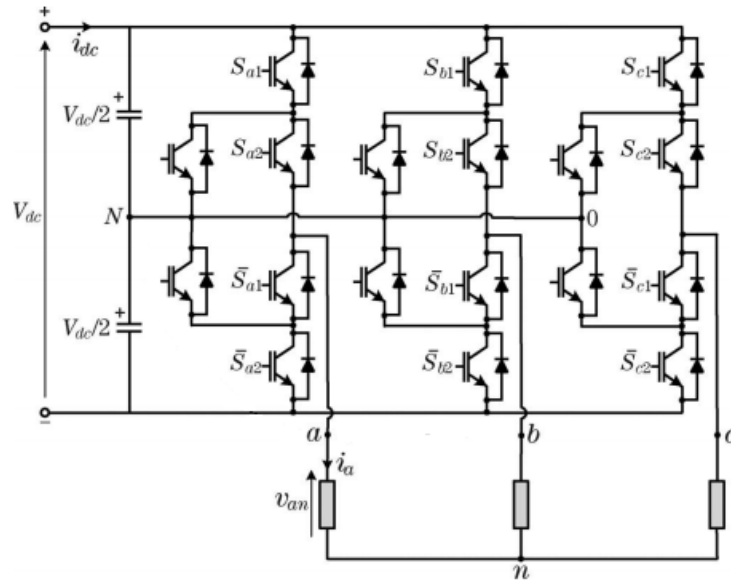 +
i_dc
S_a1
S_b1
S_c1
+
V_dc/2
S_a2
S_b2
S_c2
V_dc
N
0
S̄_a1
S̄_b1
S̄_c1
+
V_dc/2
S̄_a2
S̄_b2
S̄_c2
−
a
b
i_a
v_an
n